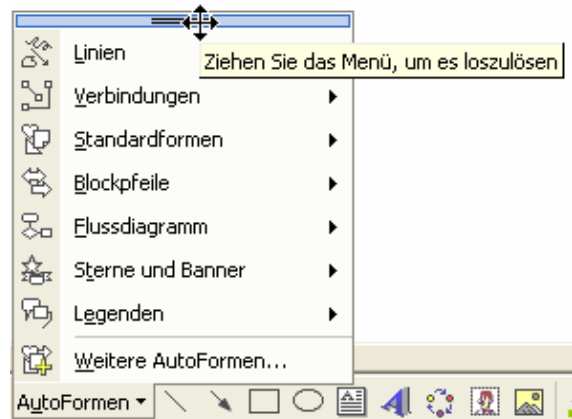 Linien
Ziehen Sie das Menü, um es loszulösen
Verbindungen
Standardformen
Blockpfeile
Flussdiagramm
Sterne und Banner
Legenden
Weitere AutoFormen...
AutoFormen